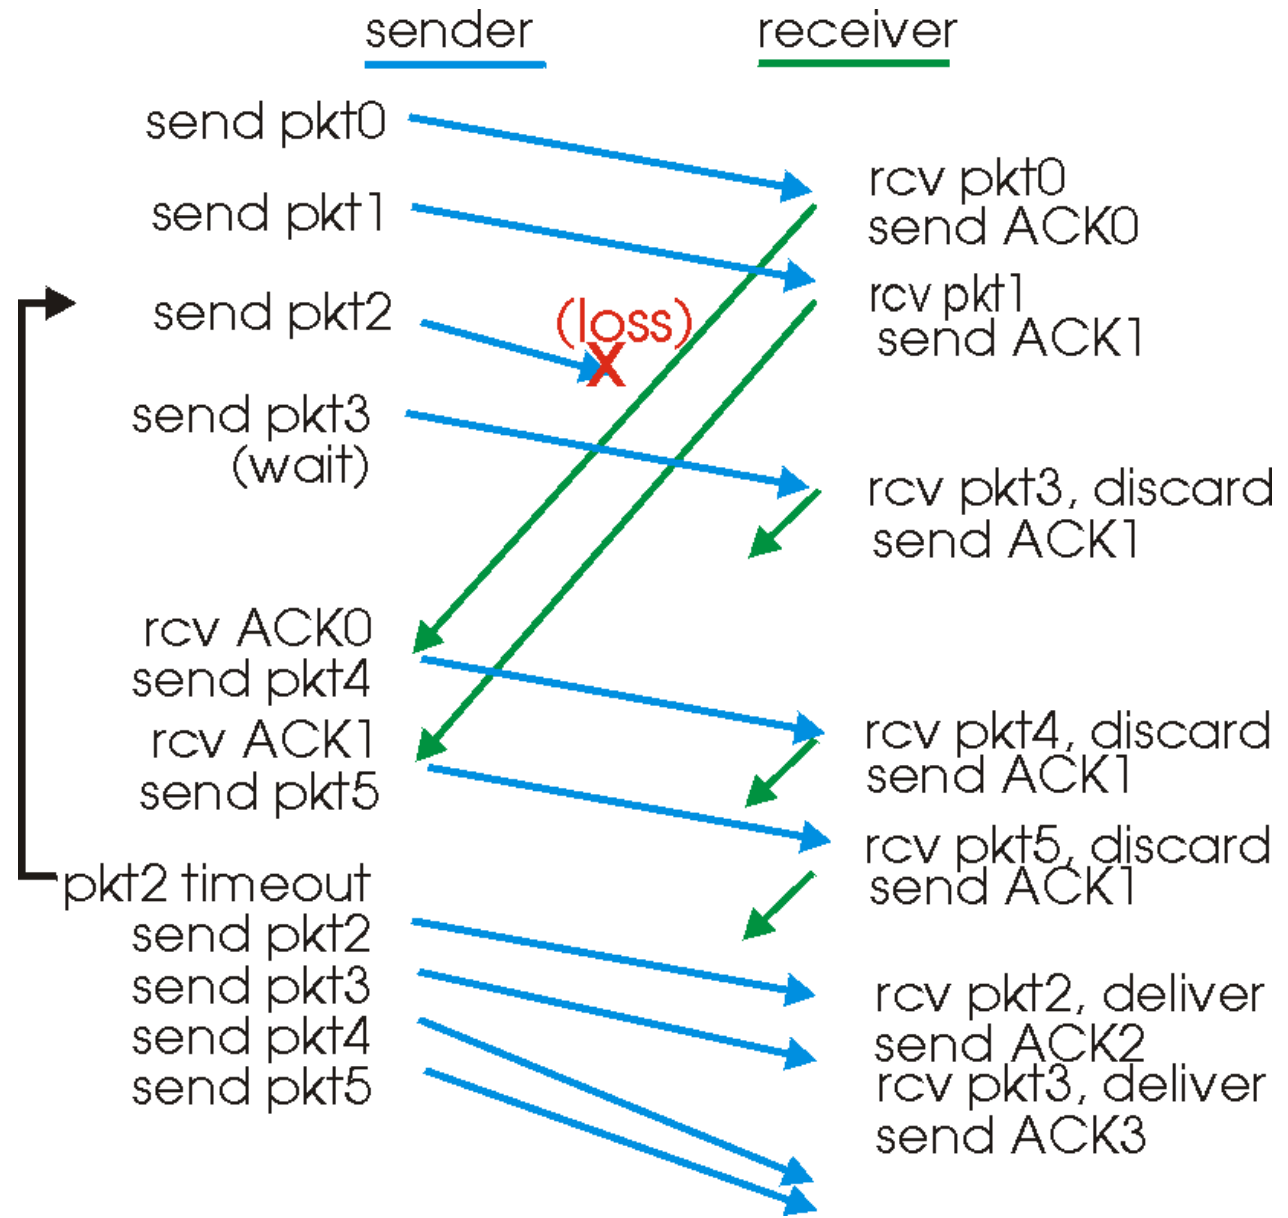 sender
receiver
send pkt0
rcv pkt0
send ACK0
send pkt1
rcv pkt1
send ACK1
send pkt2
(loss)
X
send pkt3
(wait)
rcv pkt3, discard
send ACK1
rcv ACK0
send pkt4
rcv ACK1
send pkt5
rcv pkt4, discard
send ACK1
rcv pkt5, discard
send ACK1
pkt2 timeout
send pkt2
send pkt3
send pkt4
send pkt5
rcv pkt2, deliver
send ACK2
rcv pkt3, deliver
send ACK3